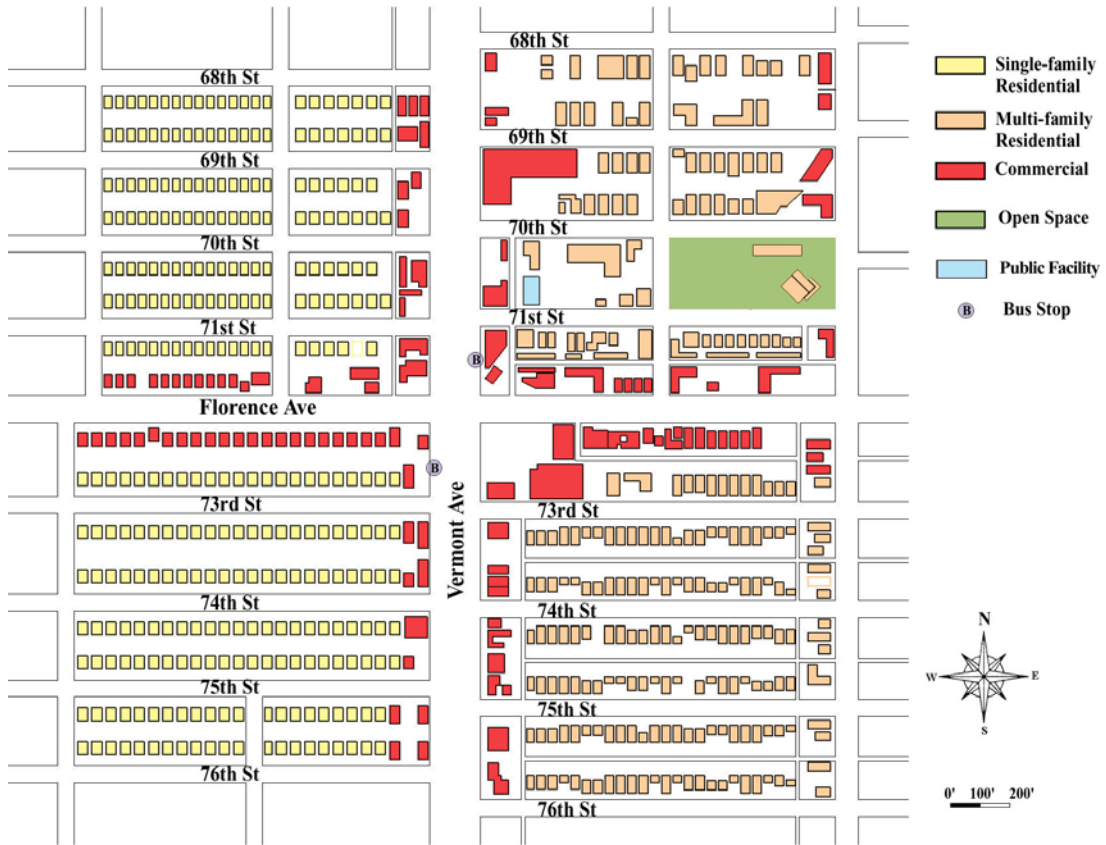 68th St
68th St
69th St
69th St
70th St
70th St
71st St
71st St
Florence Ave
B
B
Vermont Ave
73rd St
73rd St
74th St
74th St
75th St
75th St
76th St
76th St
Single-family
Residential
Multi-family
Residential
Commercial
Open Space
Public Facility
B Bus Stop
N
W
E
S
0' 100' 200'